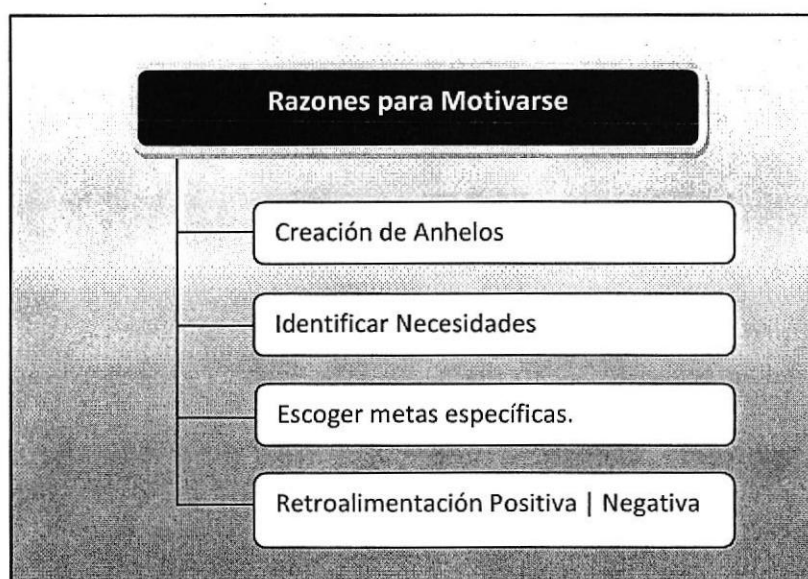 Razones para Motivarse
Creación de Anhelos
Identificar Necesidades
Escoger metas específicas.
Retroalimentación Positiva | Negativa